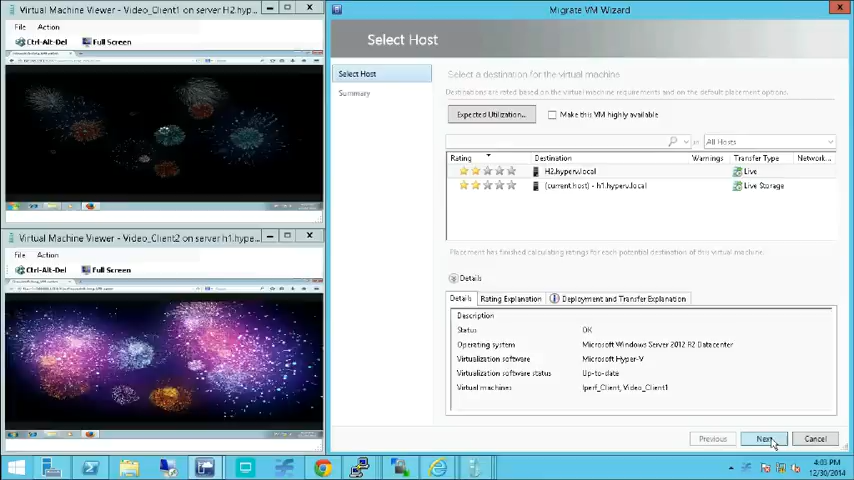 Virtual Machine Viewer - Video_Client1 on server H2.hyp...
File Action
Ctrl-Alt-Del Full Screen
Virtual Machine Viewer - Video_Client2 on server h1.hype...
File Action
Ctrl-Alt-Del Full Screen
Migrate VM Wizard
Select Host
Select Host
Summary
Select a destination for the virtual machine
Destinations are rated based on the virtual machine requirements and on the default placement options.
Expected Utilization... Make this VM highly available
in All Hosts
Rating Destination Warnings Transfer Type Network...
H2.hyperv.local Live
(current host) - h1.hyperv.local Live Storage
Placement has finished calculating ratings for each potential destination of this virtual machine.
Details
Details Rating Explanation Deployment and Transfer Explanation
Description
Status OK
Operating system Microsoft Windows Server 2012 R2 Datacenter
Virtualization software Microsoft Hyper-V
Virtualization software status Up-to-date
Virtual machines Iperf_Client, Video_Client1
Previous Next Cancel
4:03 PM
12/30/2014